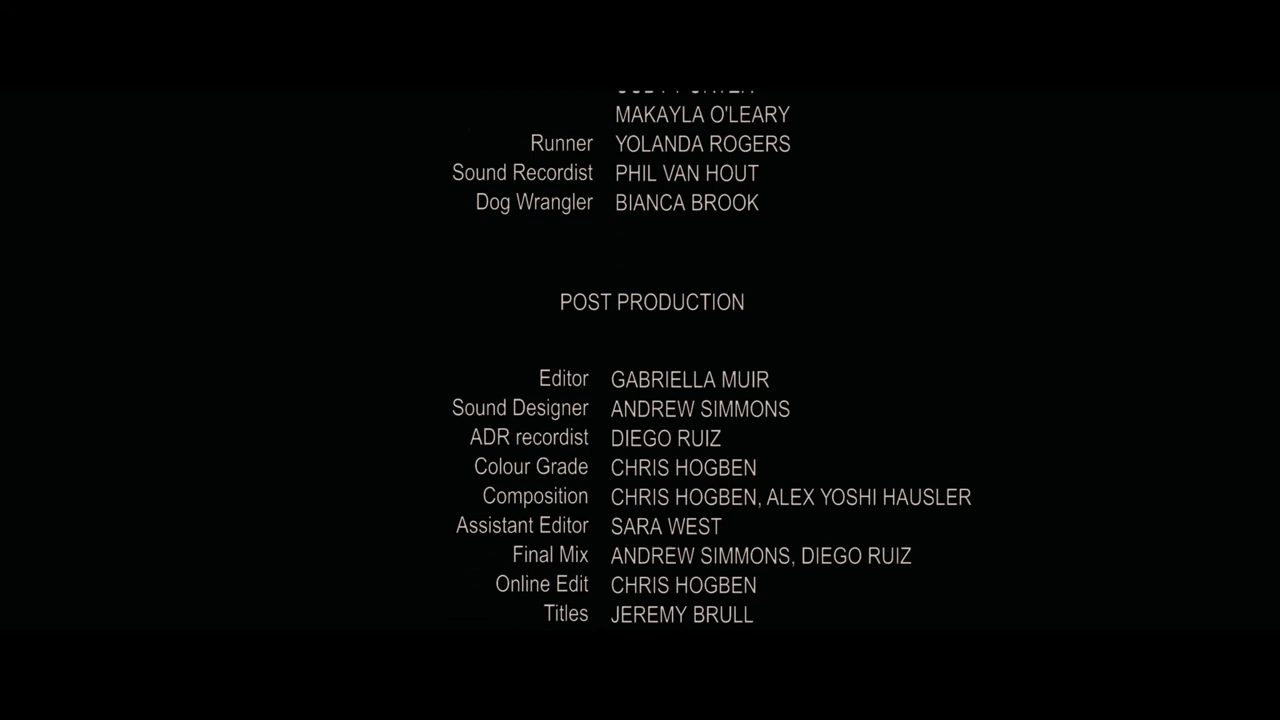 MAKAYLA O'LEARY
Runner YOLANDA ROGERS
Sound Recordist PHIL VAN HOUT
Dog Wrangler BIANCA BROOK
POST PRODUCTION
Editor GABRIELLA MUIR
Sound Designer ANDREW SIMMONS
ADR recordist DIEGO RUIZ
Colour Grade CHRIS HOGBEN
Composition CHRIS HOGBEN, ALEX YOSHI HAUSLER
Assistant Editor SARA WEST
Final Mix ANDREW SIMMONS, DIEGO RUIZ
Online Edit CHRIS HOGBEN
Titles JEREMY BRULL